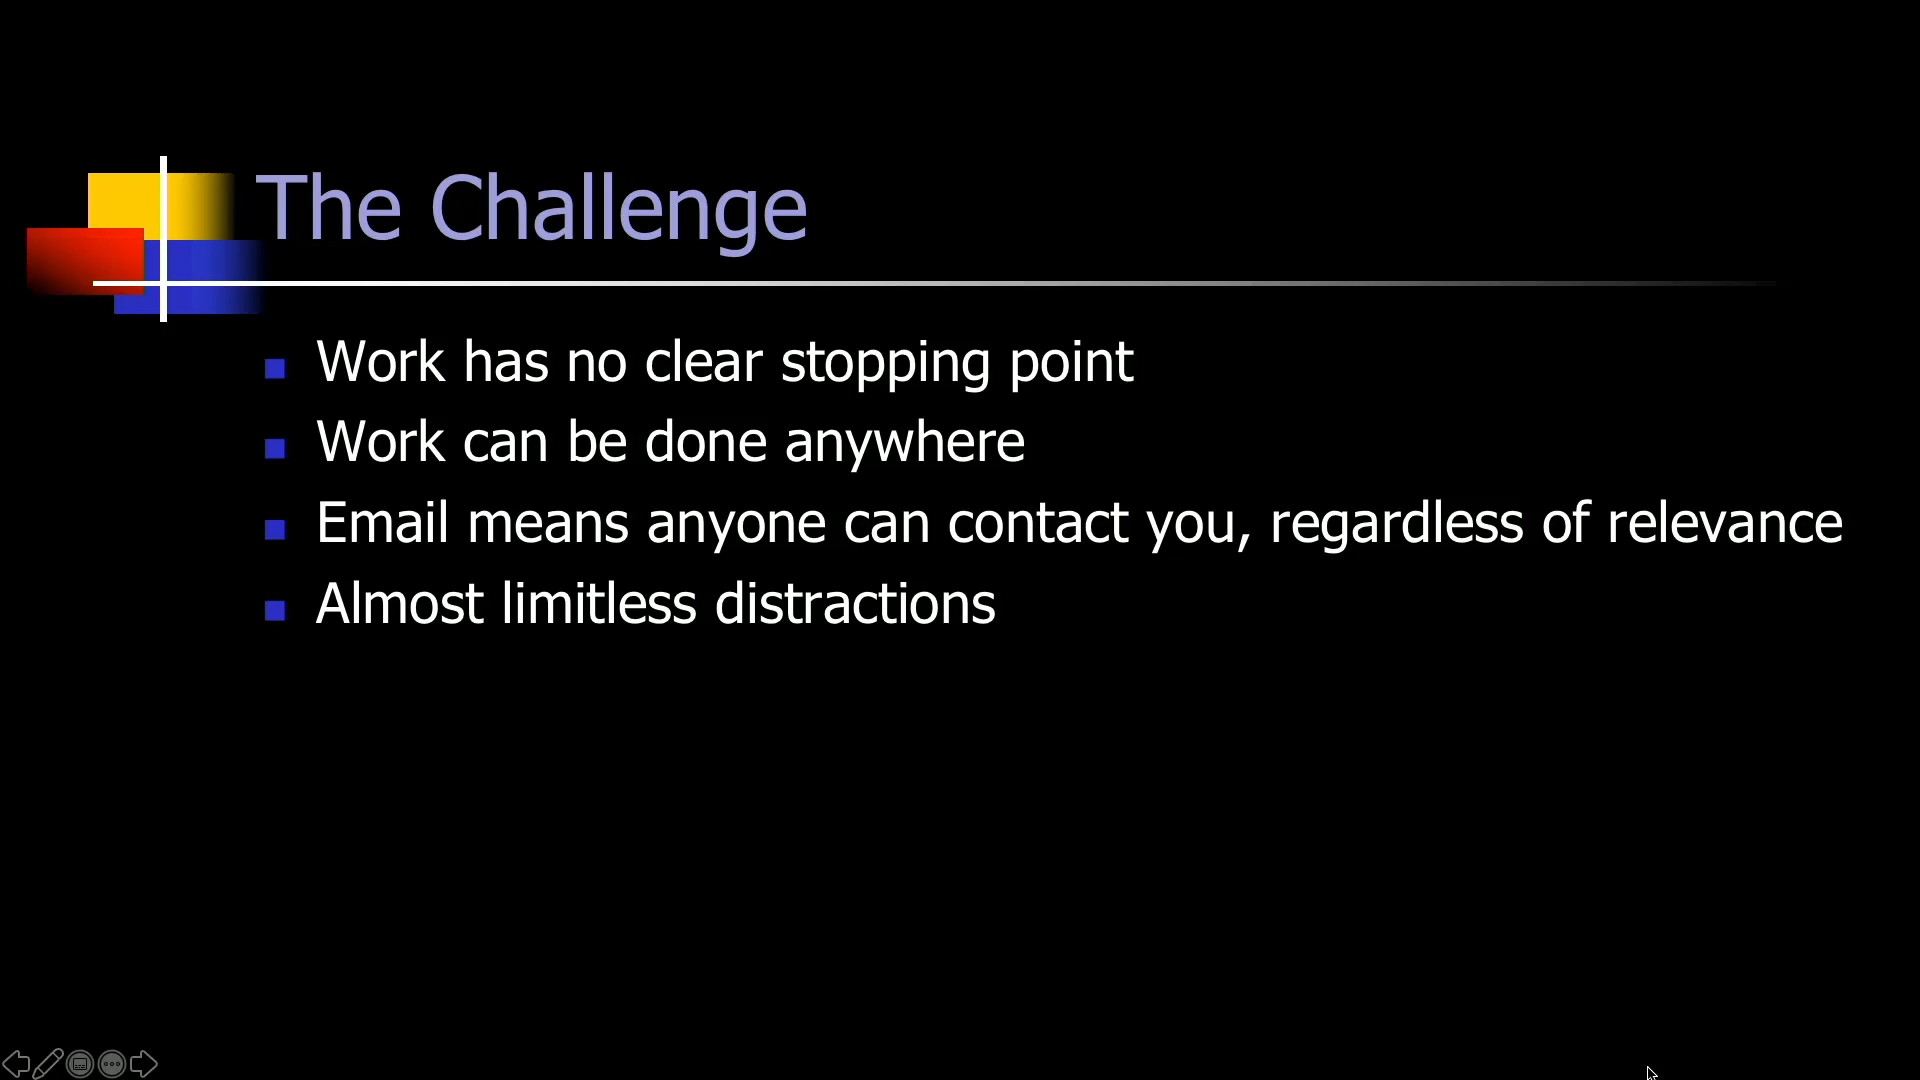 The Challenge
Work has no clear stopping point
Work can be done anywhere
Email means anyone can contact you, regardless of relevance
Almost limitless distractions